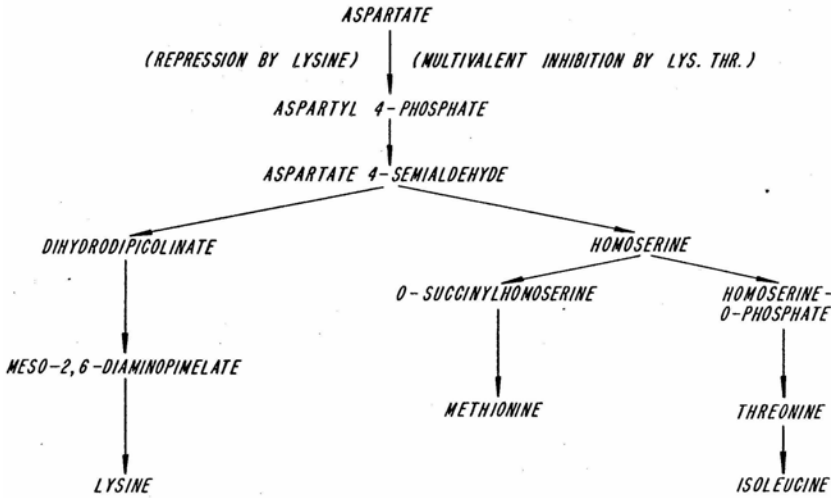 ASPARTATE
(REPRESSION BY LYSINE) (MULTIVALENT INHIBITION BY LYS. THR.)
ASPARTYL 4-PHOSPHATE
ASPARTATE 4-SEMIALDEHYDE
DIHYDRODIPICOLINATE HOMOSERINE
O-SUCCINYLHOMOSERINE HOMOSERINE-
O-PHOSPHATE
MESO-2,6-DIAMINOPIMELATE
METHIONINE THREONINE
LYSINE ISOLEUCINE